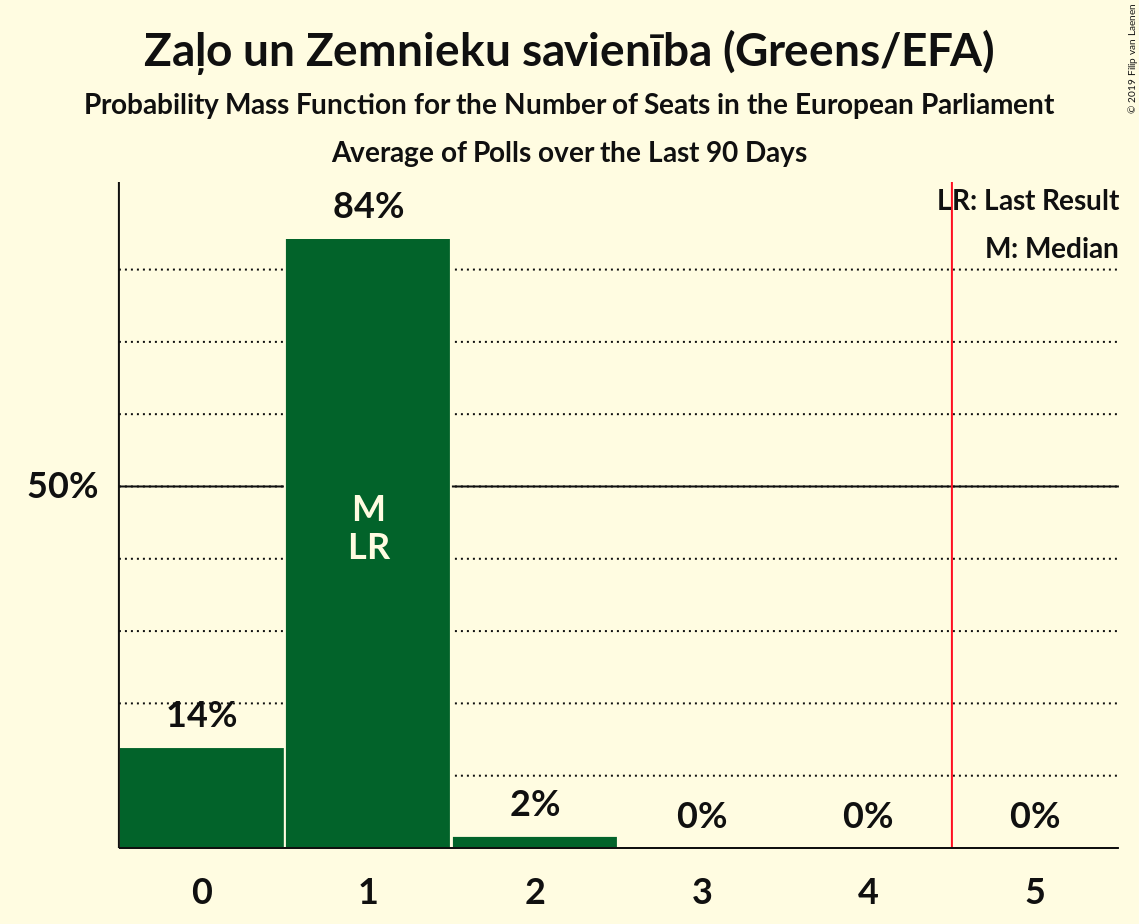 Zaļo un Zemnieku savienība (Greens/EFA)
Probability Mass Function for the Number of Seats in the European Parliament
Average of Polls over the Last 90 Days
© 2019 Filip van Laenen
LR: Last Result
M: Median
84%
50%
M
LR
14%
2%
0%
0%
0%
0
1
2
3
4
5